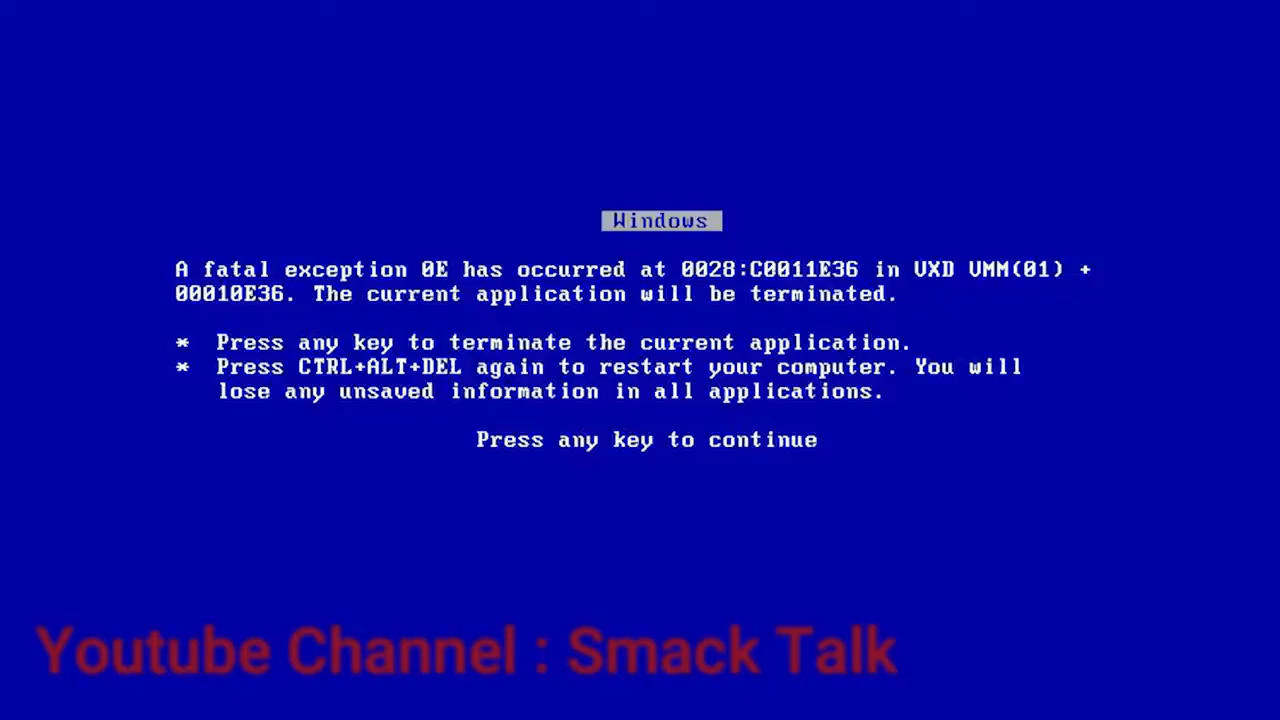 Windows
A fatal exception 0E has occurred at 0028:C0011E36 in VXD VMM(01) +
00010E36. The current application will be terminated.
* Press any key to terminate the current application.
* Press CTRL+ALT+DEL again to restart your computer. You will
lose any unsaved information in all applications.
Press any key to continue
Youtube Channel : Smack Talk